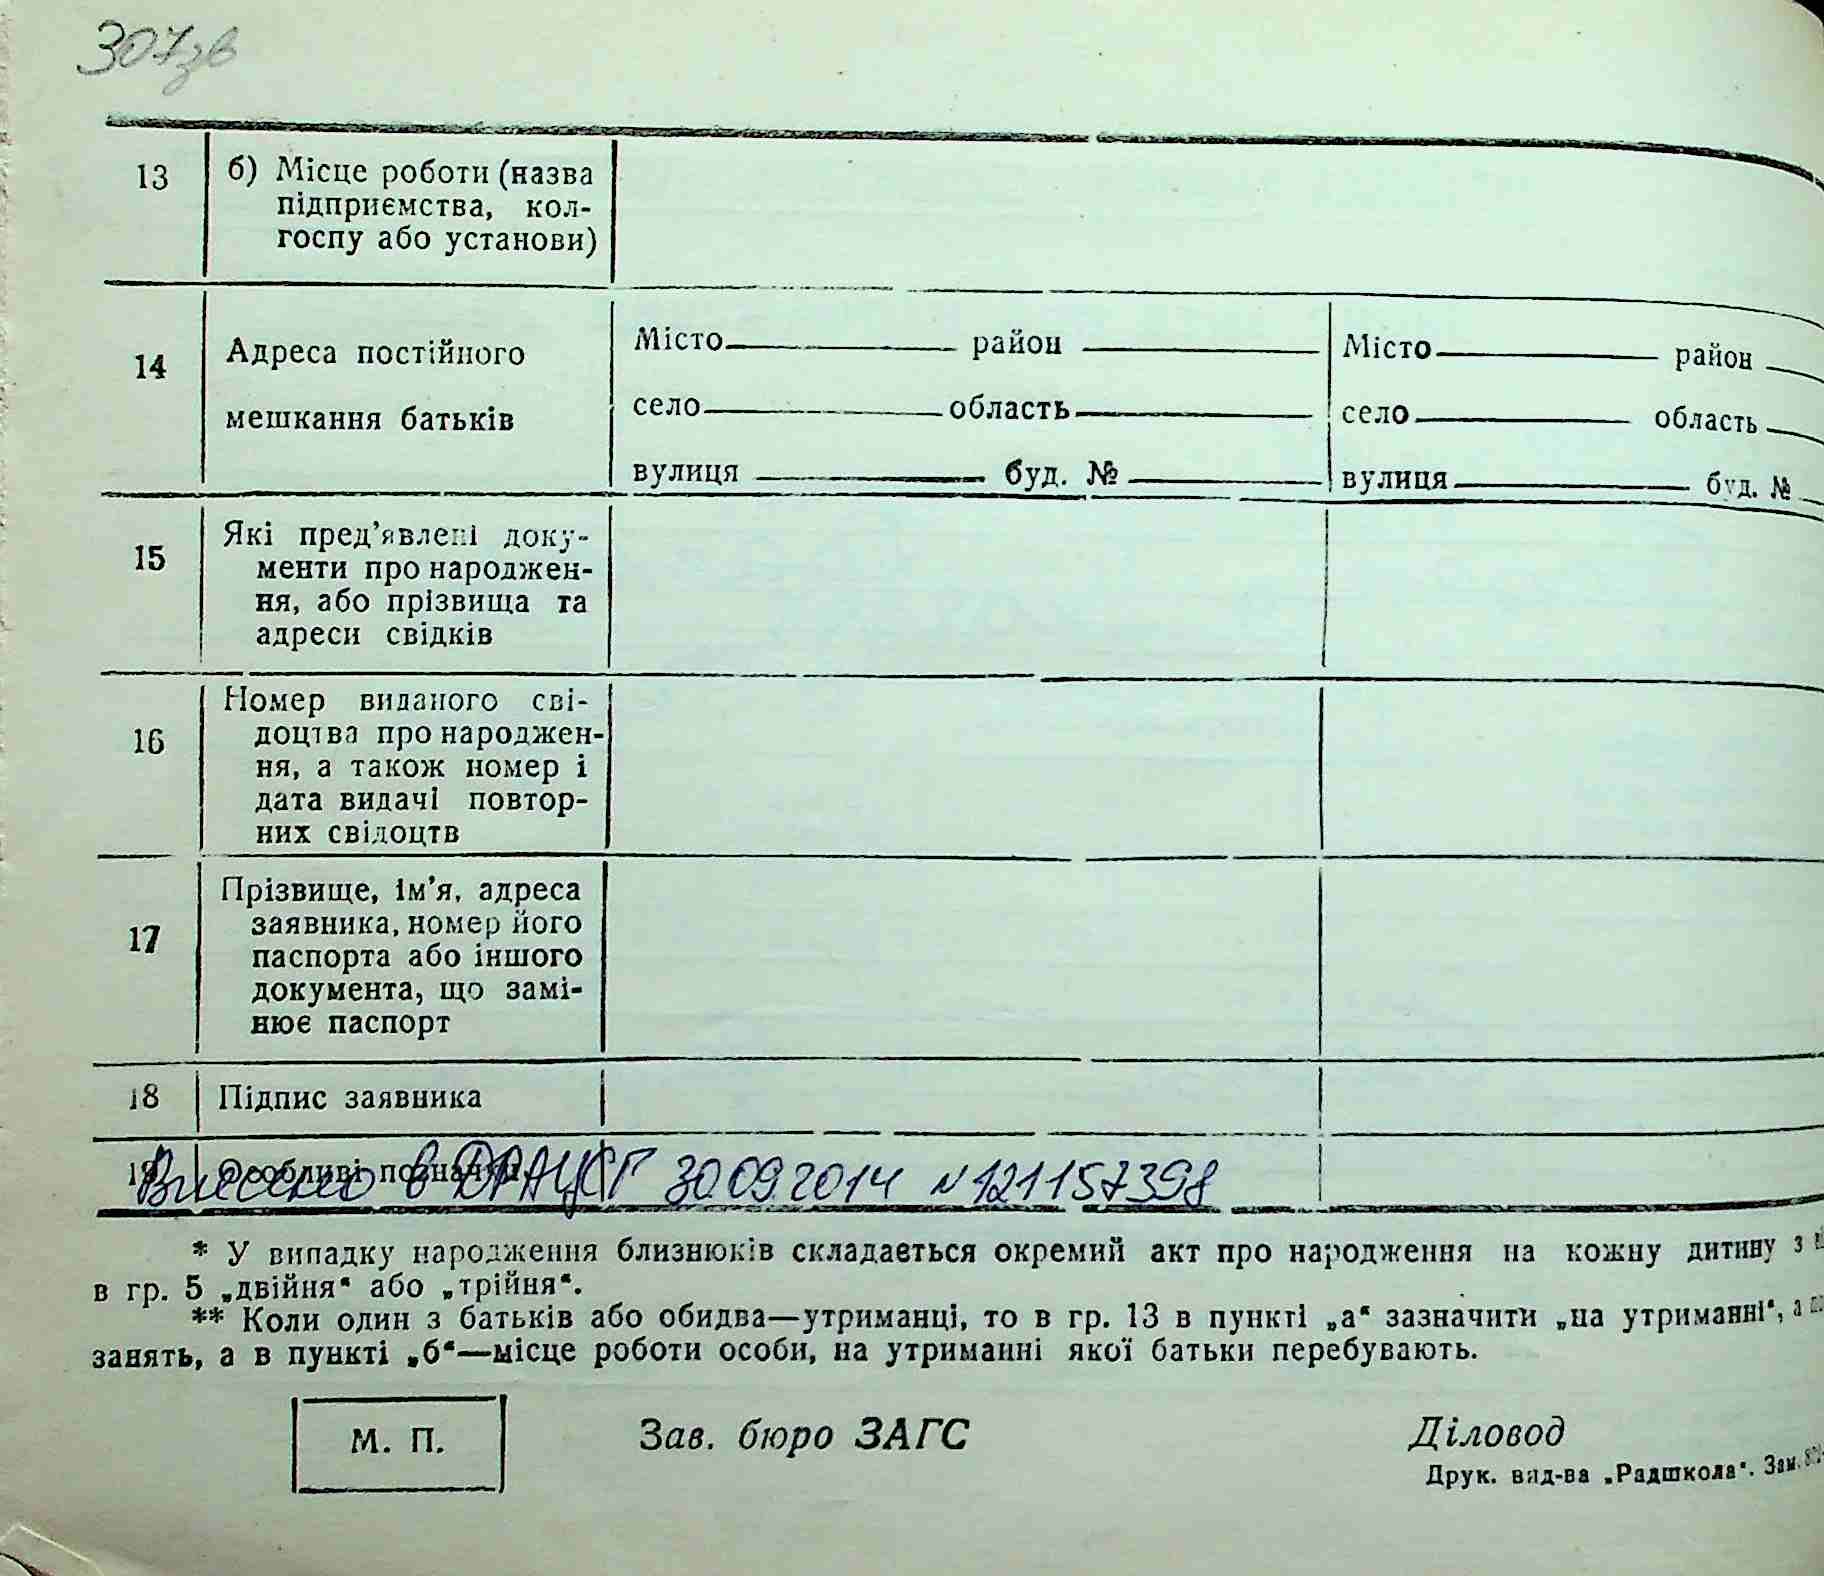 307зв
13 б) Місце роботи (назва
підприємства, кол-
госпу або установи)
14 Адреса постійного
мешкання батьків
Місто район
село область
вулиця буд. №
Місто район
село область
вулиця буд. №
15 Які пред’явлені доку-
менти про народжен-
ня, або прізвища та
адреси свідків
16 Номер виданого сві-
доцтва про народжен-
ня, а також номер і
дата видачі повтор-
них свідоцтв
17 Прізвище, ім’я, адреса
заявника, номер його
паспорта або іншого
документа, що замі-
нює паспорт
18 Підпис заявника
19 Особливі позначки
Внесено в ДРАЦСГ 30.09.2014 N121157398
* У випадку народження близнюків складається окремий акт про народження на кожну дитину з
в гр. 5 „двійня“ або „трійня“.
** Коли один з батьків або обидва—утриманці, то в гр. 13 в пункті „а“ зазначити „на утриманні“, а
занять, а в пункті „б“—місце роботи особи, на утриманні якої батьки перебувають.
М. П.
Зав. бюро ЗАГС
Діловод
Друк. вид-ва „Радшкола“. Зам.